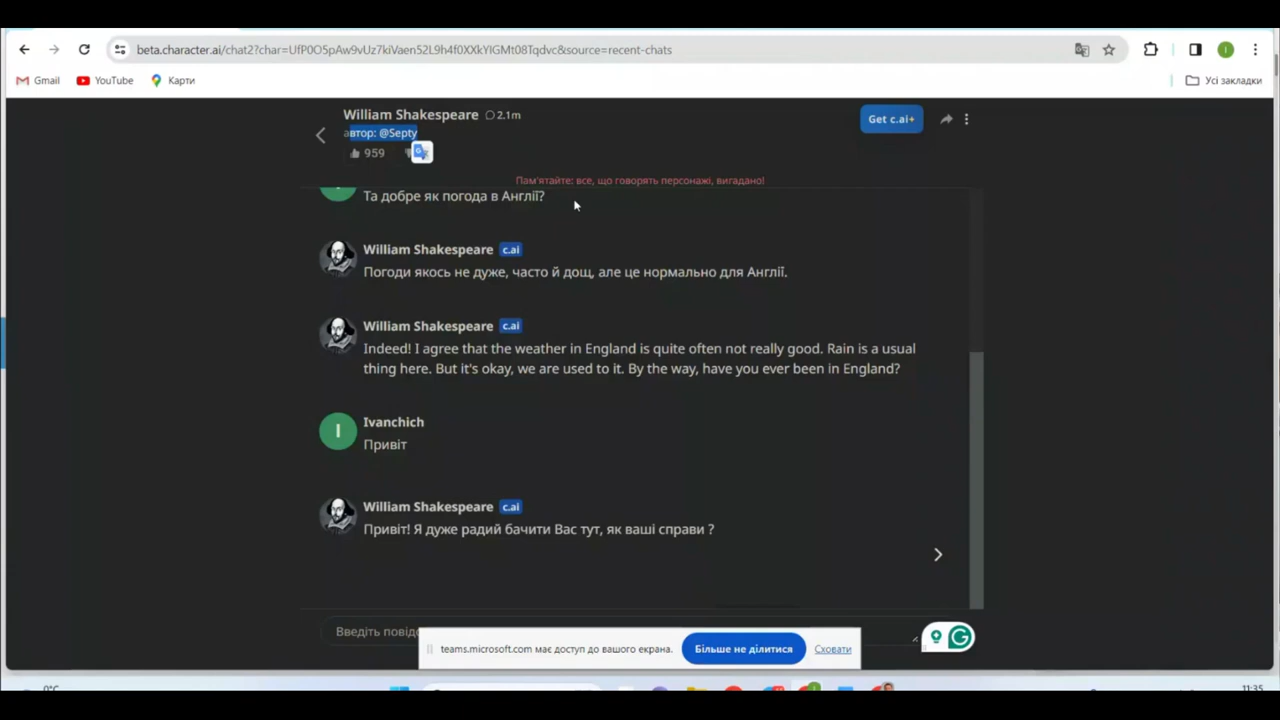 beta.character.ai/chat2?char=UfP0O5pAw9vUz7kiVaen52L9h4f0XXkYIGMt08Tqdvc&source=recent-chats
Gmail YouTube Карти Усі закладки
William Shakespeare 2.1m
автор: @Septy
959
Get c.ai+
Пам'ятайте: все, що говорять персонажі, вигадано!
Та добре як погода в Англії?
William Shakespeare c.ai
Погоди якось не дуже, часто й дощ, але це нормально для Англії.
William Shakespeare c.ai
Indeed! I agree that the weather in England is quite often not really good. Rain is a usual
thing here. But it's okay, we are used to it. By the way, have you ever been in England?
I Ivanchich
Привіт
William Shakespeare c.ai
Привіт! Я дуже радий бачити Вас тут, як ваші справи ?
Введіть
teams.microsoft.com має доступ до вашого екрана. Більше не ділитися Сховати
0°C 11:35